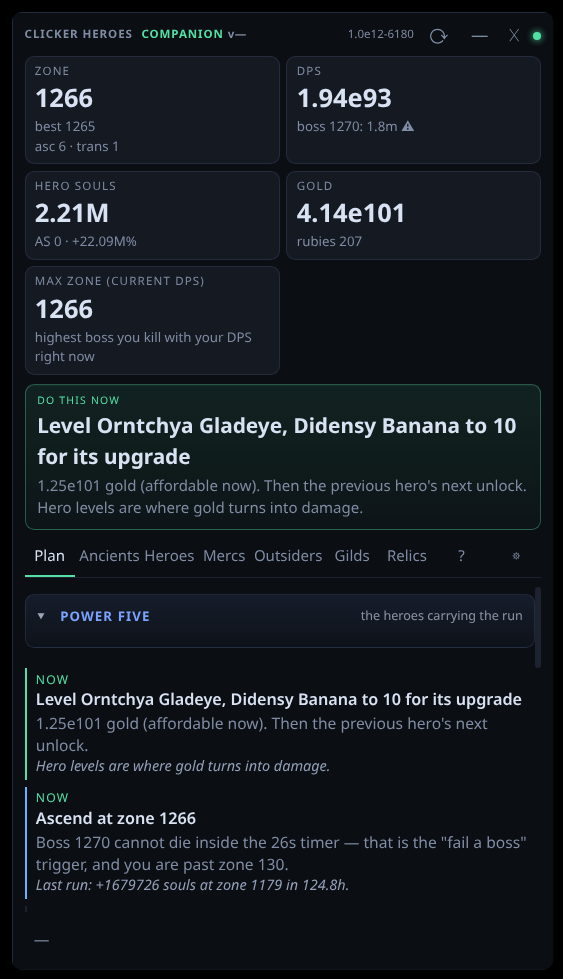 CLICKER HEROES COMPANION v—
1.0e12-6180
ZONE
1266
best 1265
asc 6 · trans 1
DPS
1.94e93
boss 1270: 1.8m ⚠
HERO SOULS
2.21M
AS 0 · +22.09M%
GOLD
4.14e101
rubies 207
MAX ZONE (CURRENT DPS)
1266
highest boss you kill with your DPS
right now
DO THIS NOW
Level Orntchya Gladeye, Didensy Banana to 10
for its upgrade
1.25e101 gold (affordable now). Then the previous hero's next unlock.
Hero levels are where gold turns into damage.
Plan Ancients Heroes Mercs Outsiders Gilds Relics ?
POWER FIVE
the heroes carrying the run
NOW
Level Orntchya Gladeye, Didensy Banana to 10 for its upgrade
1.25e101 gold (affordable now). Then the previous hero's next
unlock.
Hero levels are where gold turns into damage.
NOW
Ascend at zone 1266
Boss 1270 cannot die inside the 26s timer — that is the "fail a boss"
trigger, and you are past zone 130.
Last run: +1679726 souls at zone 1179 in 124.8h.
—